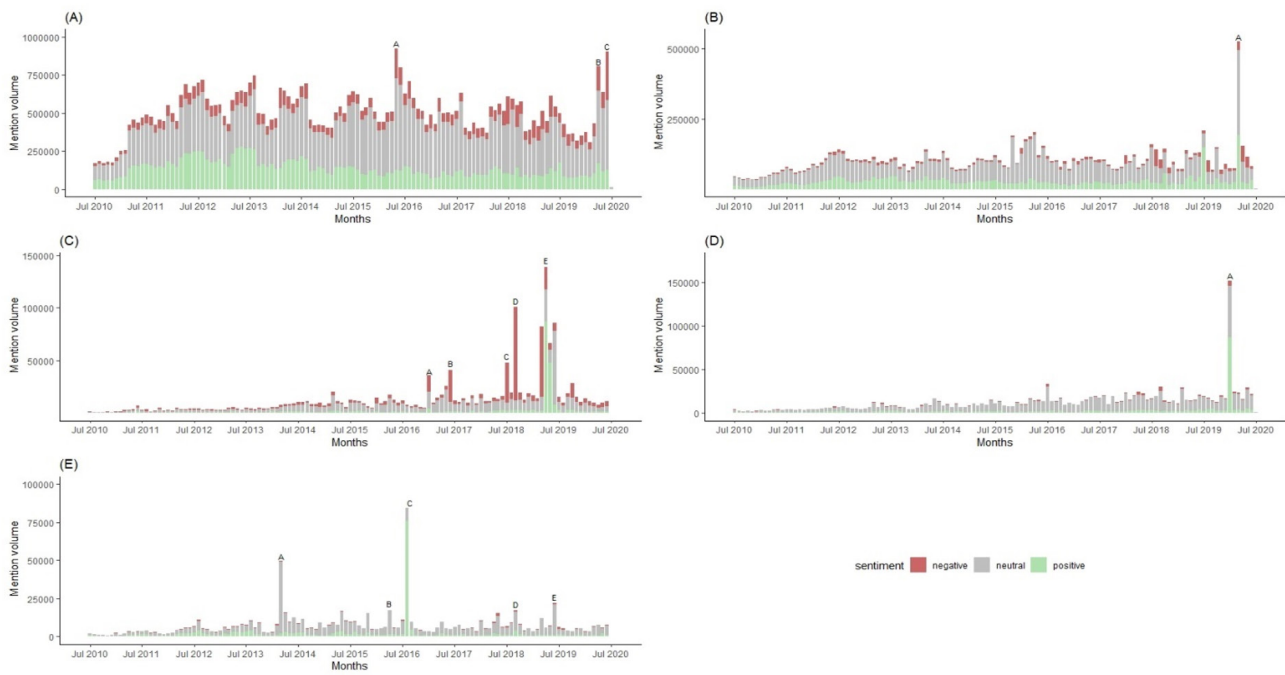 (A)
Mention volume
1000000
750000
500000
250000
0
A
B
C
Jul 2010 Jul 2011 Jul 2012 Jul 2013 Jul 2014 Jul 2015 Jul 2016 Jul 2017 Jul 2018 Jul 2019 Jul 2020
Months
(B)
Mention volume
500000
250000
0
A
Jul 2010 Jul 2011 Jul 2012 Jul 2013 Jul 2014 Jul 2015 Jul 2016 Jul 2017 Jul 2018 Jul 2019 Jul 2020
Months
(C)
Mention volume
150000
100000
50000
0
A
B
C
D
E
Jul 2010 Jul 2011 Jul 2012 Jul 2013 Jul 2014 Jul 2015 Jul 2016 Jul 2017 Jul 2018 Jul 2019 Jul 2020
Months
(D)
Mention volume
150000
100000
50000
0
A
Jul 2010 Jul 2011 Jul 2012 Jul 2013 Jul 2014 Jul 2015 Jul 2016 Jul 2017 Jul 2018 Jul 2019 Jul 2020
Months
(E)
Mention volume
100000
75000
50000
25000
0
A
B
C
D
E
Jul 2010 Jul 2011 Jul 2012 Jul 2013 Jul 2014 Jul 2015 Jul 2016 Jul 2017 Jul 2018 Jul 2019 Jul 2020
Months
sentiment negative neutral positive